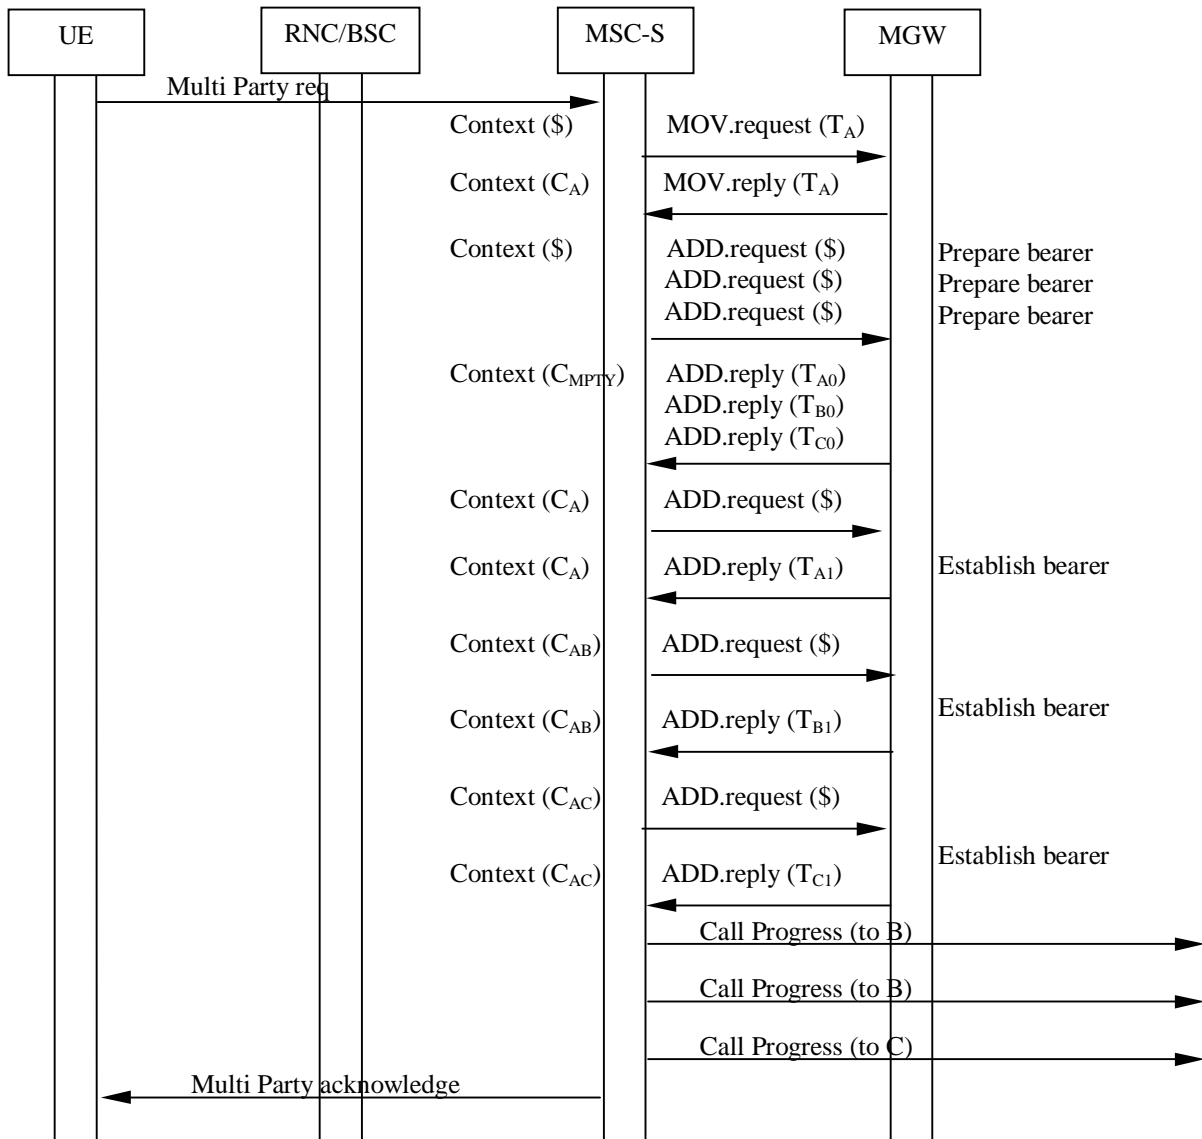 UE RNC/BSC MSC-S MGW
Multi Party req
Context ($) MOV.request (TA)
Context (CA) MOV.reply (TA)
Context ($) ADD.request ($) Prepare bearer
ADD.request ($) Prepare bearer
ADD.request ($) Prepare bearer
Context (CMPTY) ADD.reply (TA0)
ADD.reply (TB0)
ADD.reply (TC0)
Context (CA) ADD.request ($)
Context (CA) ADD.reply (TA1) Establish bearer
Context (CAB) ADD.request ($)
Context (CAB) ADD.reply (TB1) Establish bearer
Context (CAC) ADD.request ($)
Context (CAC) ADD.reply (TC1) Establish bearer
Call Progress (to B)
Call Progress (to B)
Call Progress (to C)
Multi Party acknowledge